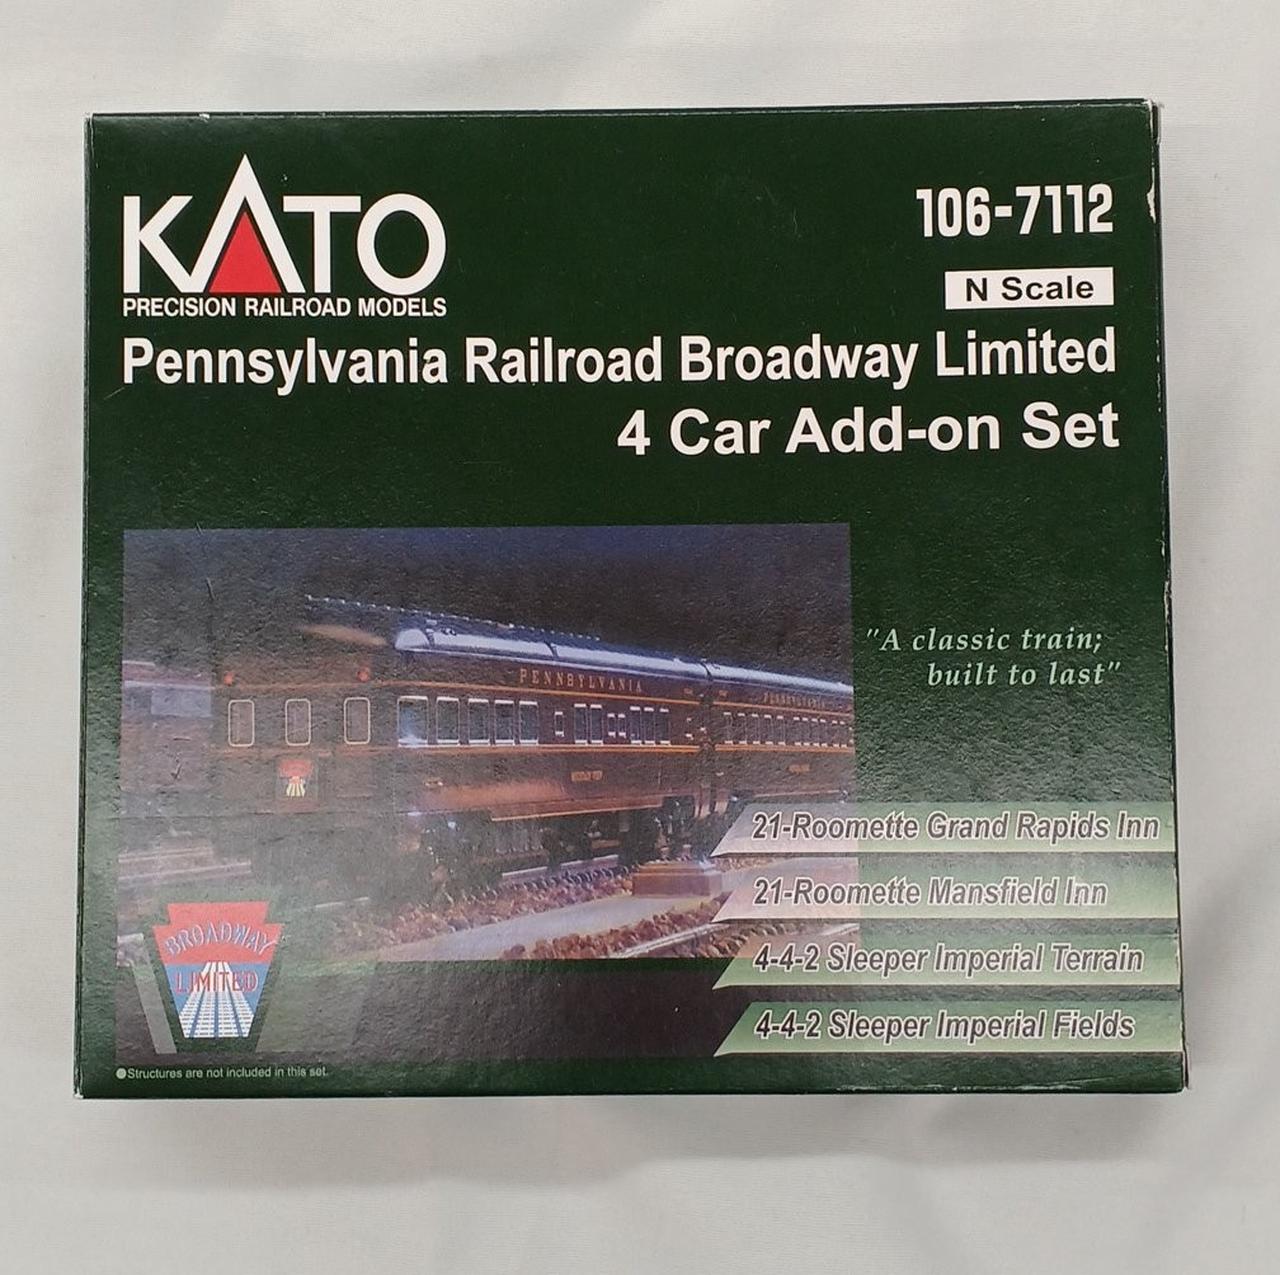 KATO
PRECISION RAILROAD MODELS
106-7112
N Scale
Pennsylvania Railroad Broadway Limited
4 Car Add-on Set
"A classic train;
built to last"
PENNSYLVANIA
PENNSYLVANIA
21-Roomette Grand Rapids Inn
21-Roomette Mansfield Inn
4-4-2 Sleeper Imperial Terrain
4-4-2 Sleeper Imperial Fields
BROADWAY
LIMITED
●Structures are not included in this set.